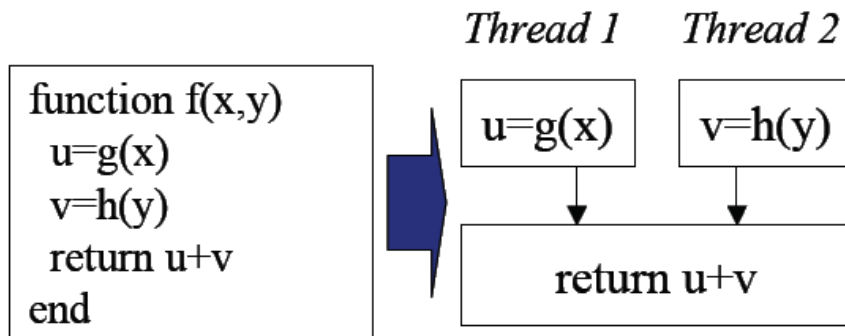 Thread 1 Thread 2
function f(x,y)
u=g(x)
v=h(y)
return u+v
end
u=g(x) v=h(y)
return u+v